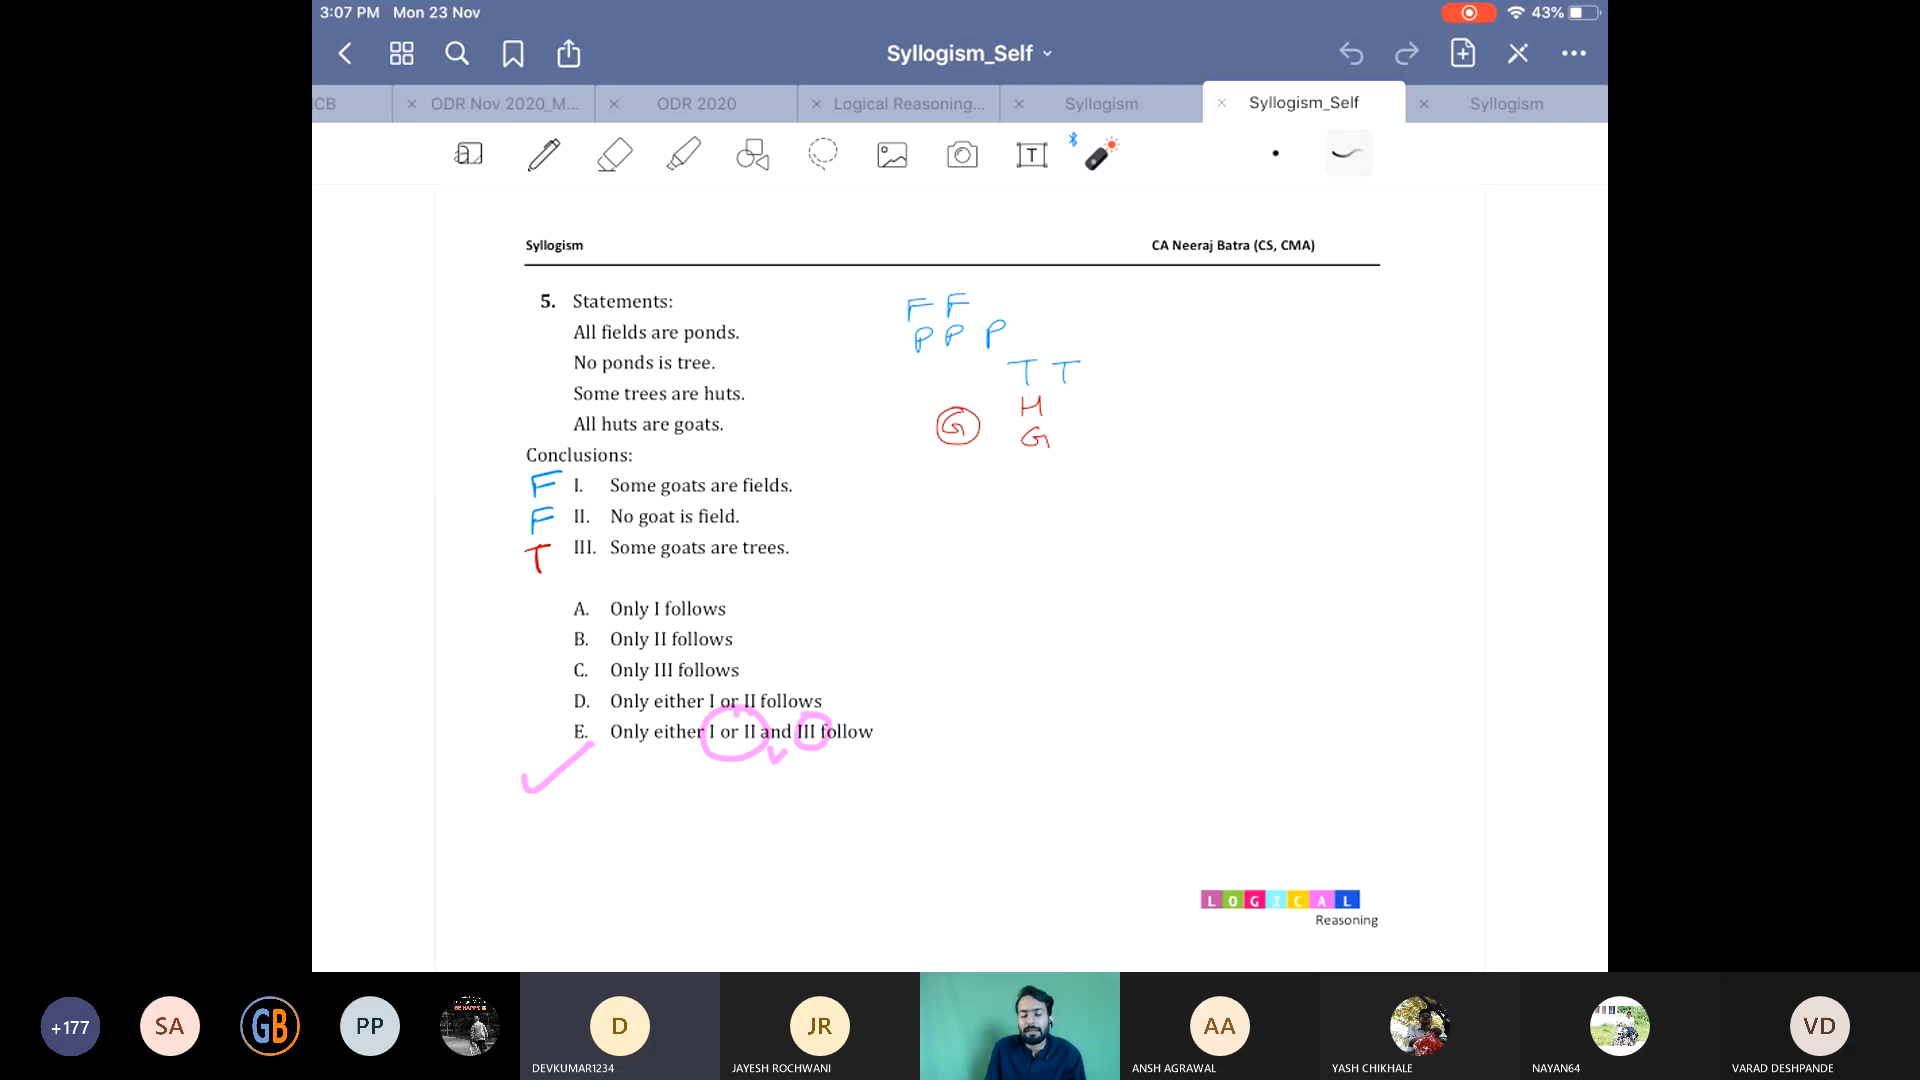 3:07 PM Mon 23 Nov 43%
Syllogism_Self
CB ODR Nov 2020_M... ODR 2020 Logical Reasoning... Syllogism Syllogism_Self Syllogism
Syllogism CA Neeraj Batra (CS, CMA)
5. Statements:
All fields are ponds.
No ponds is tree.
Some trees are huts.
All huts are goats.
F F
P P P
T T
H
G G
Conclusions:
F I. Some goats are fields.
F II. No goat is field.
T III. Some goats are trees.
A. Only I follows
B. Only II follows
C. Only III follows
D. Only either I or II follows
E. Only either I or II and III follow
LOGICAL
Reasoning
+177 SA GB PP BE HAPPY D JR AA VD
DEVKUMAR1234 JAYESH ROCHWANI ANSH AGRAWAL YASH CHIKHALE NAYAN64 VARAD DESHPANDE